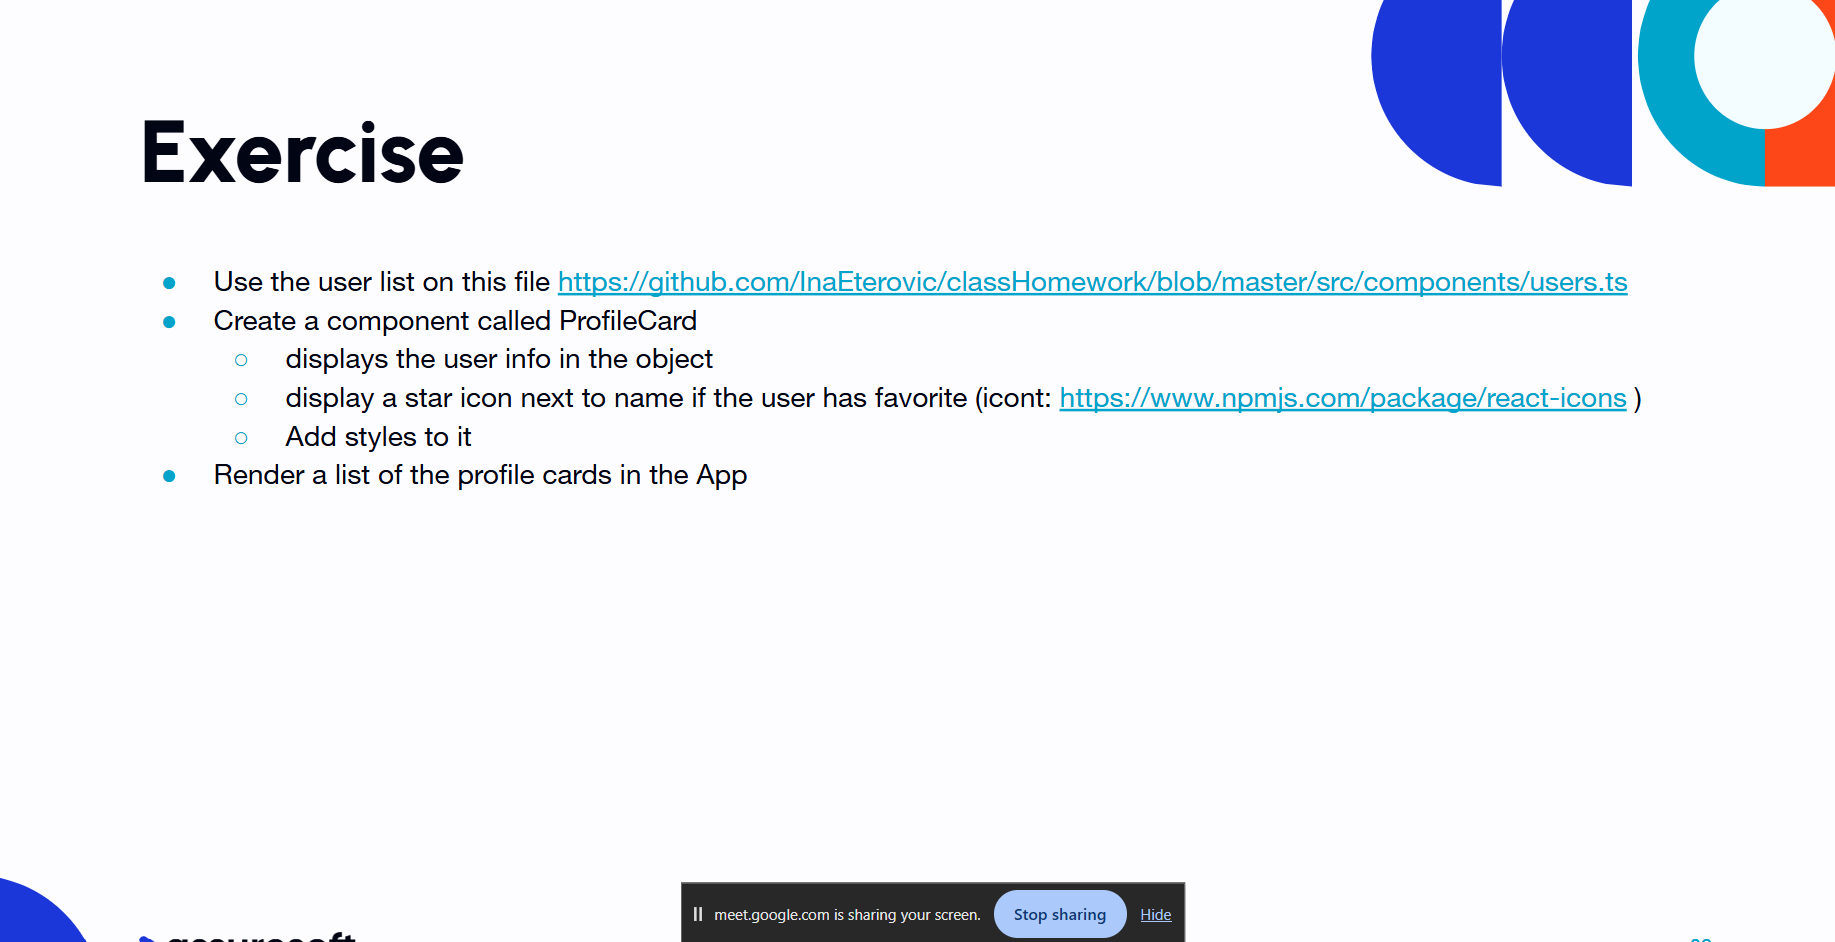 Exercise
● Use the user list on this file https://github.com/InaEterovic/classHomework/blob/master/src/components/users.ts
● Create a component called ProfileCard
○ displays the user info in the object
○ display a star icon next to name if the user has favorite (icont: https://www.npmjs.com/package/react-icons )
○ Add styles to it
● Render a list of the profile cards in the App
meet.google.com is sharing your screen. Stop sharing Hide